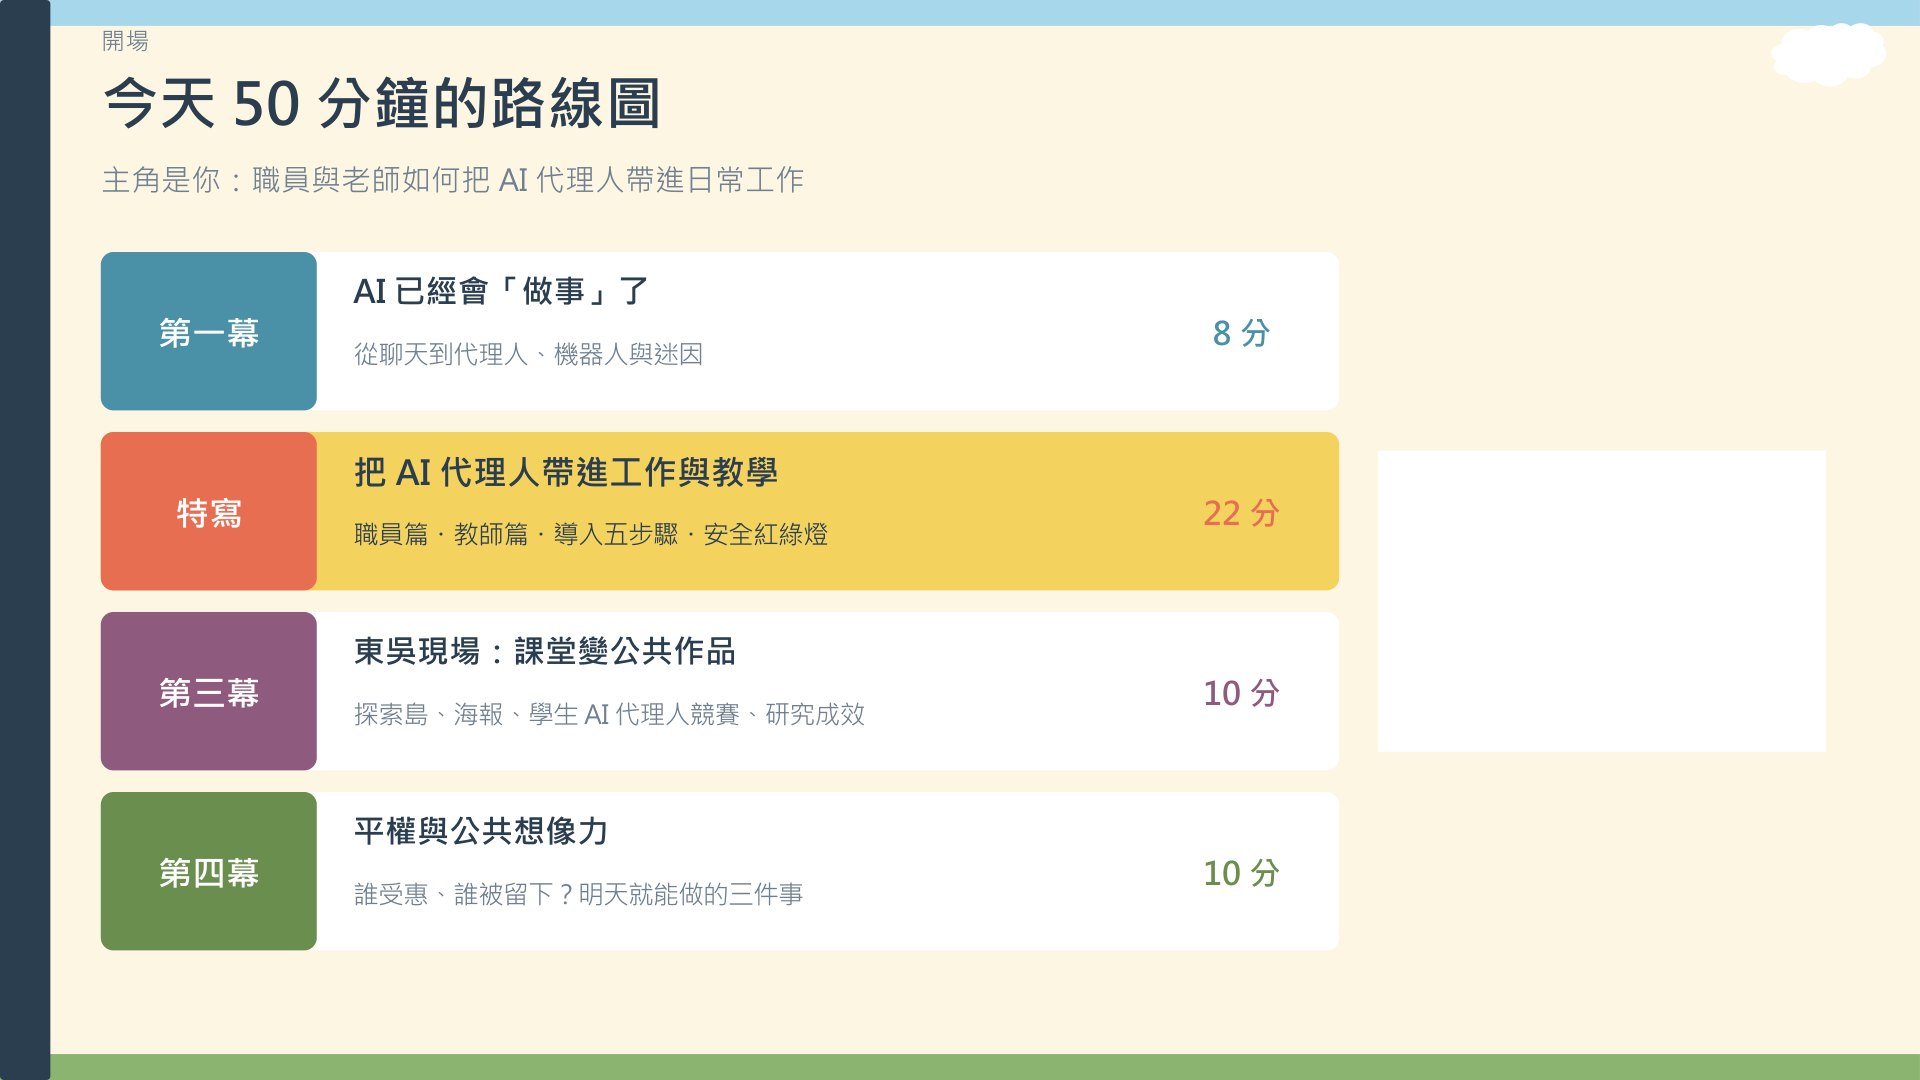 開場
今天 50 分鐘的路線圖
主角是你：職員與老師如何把 AI 代理人帶進日常工作
第一幕
AI 已經會「做事」了
從聊天到代理人、機器人與迷因
8 分
特寫
把 AI 代理人帶進工作與教學
職員篇・教師篇・導入五步驟・安全紅綠燈
22 分
第三幕
東吳現場：課堂變公共作品
探索島、海報、學生 AI 代理人競賽、研究成效
10 分
第四幕
平權與公共想像力
誰受惠、誰被留下？明天就能做的三件事
10 分